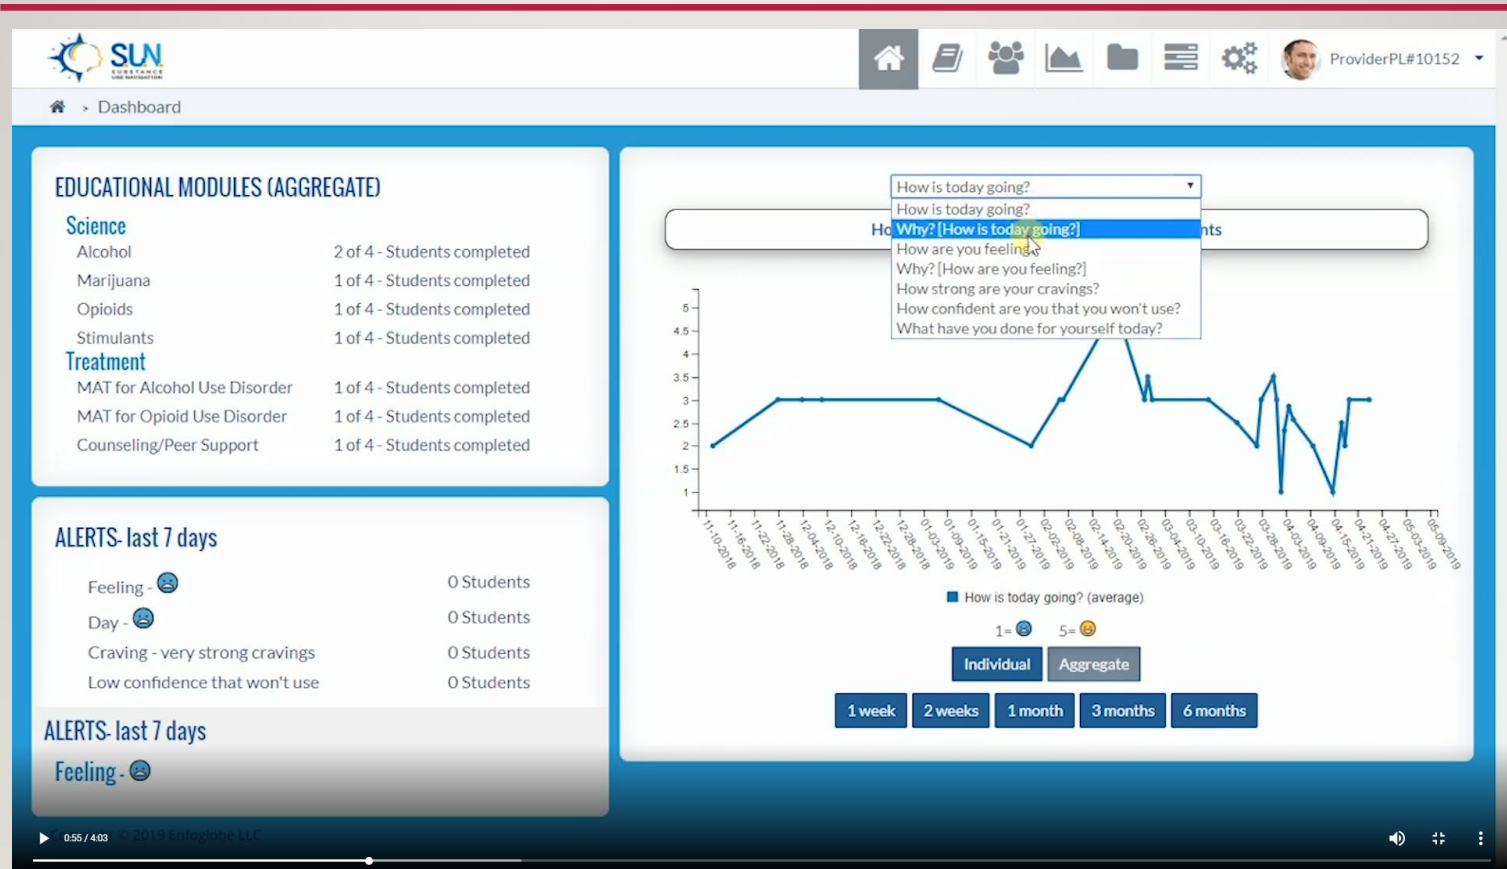 S.U.N.
SUBSTANCE
USE NAVIGATION
ProviderPL#10152
> Dashboard
EDUCATIONAL MODULES (AGGREGATE)
Science
Alcohol 2 of 4 - Students completed
Marijuana 1 of 4 - Students completed
Opioids 1 of 4 - Students completed
Stimulants 1 of 4 - Students completed
Treatment
MAT for Alcohol Use Disorder 1 of 4 - Students completed
MAT for Opioid Use Disorder 1 of 4 - Students completed
Counseling/Peer Support 1 of 4 - Students completed
ALERTS- last 7 days
Feeling - 0 Students
Day - 0 Students
Craving - very strong cravings 0 Students
Low confidence that won't use 0 Students
ALERTS- last 7 days
Feeling -
© 2019 Enfoglobe LLC
0:55 / 4:03
How is today going?
How is today going?
Why? [How is today going?]
How are you feeling
Why? [How are you feeling?]
How strong are your cravings?
How confident are you that you won't use?
What have you done for yourself today?
5
4.5
4
3.5
3
2.5
2
1.5
1
11-10-2018
11-16-2018
11-22-2018
11-28-2018
12-04-2018
12-10-2018
12-16-2018
12-22-2018
12-28-2018
01-03-2019
01-09-2019
01-15-2019
01-21-2019
01-27-2019
02-02-2019
02-08-2019
02-14-2019
02-20-2019
02-26-2019
03-04-2019
03-10-2019
03-16-2019
03-22-2019
03-28-2019
04-03-2019
04-09-2019
04-15-2019
04-21-2019
04-27-2019
05-03-2019
05-09-2019
How is today going? (average)
1= 5=
Individual Aggregate
1 week 2 weeks 1 month 3 months 6 months